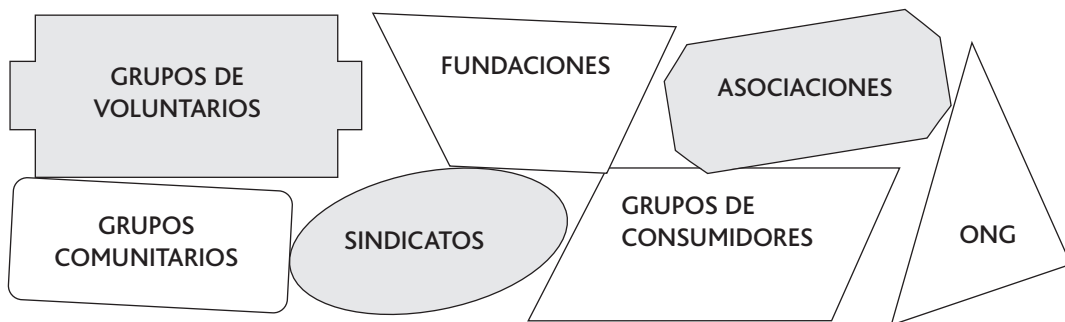 GRUPOS DE
VOLUNTARIOS
FUNDACIONES
ASOCIACIONES
GRUPOS
COMUNITARIOS
SINDICATOS
GRUPOS DE
CONSUMIDORES
ONG